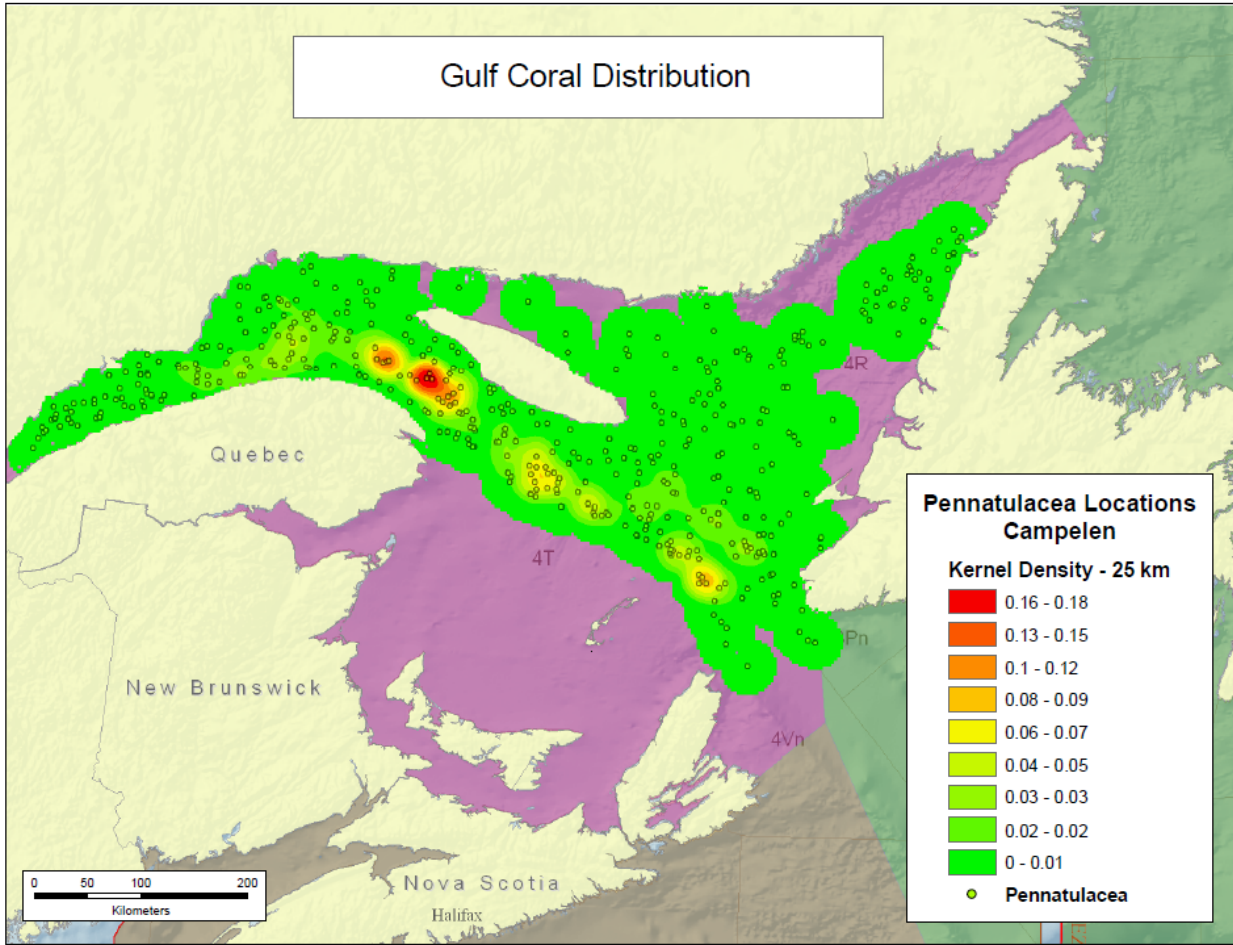 Gulf Coral Distribution
4R
Quebec
4T
Pn
New Brunswick
4Vn
Nova Scotia
Halifax
0 50 100 200
Kilometers
Pennatulacea Locations
Campelen
Kernel Density - 25 km
0.16 - 0.18
0.13 - 0.15
0.1 - 0.12
0.08 - 0.09
0.06 - 0.07
0.04 - 0.05
0.03 - 0.03
0.02 - 0.02
0 - 0.01
Pennatulacea